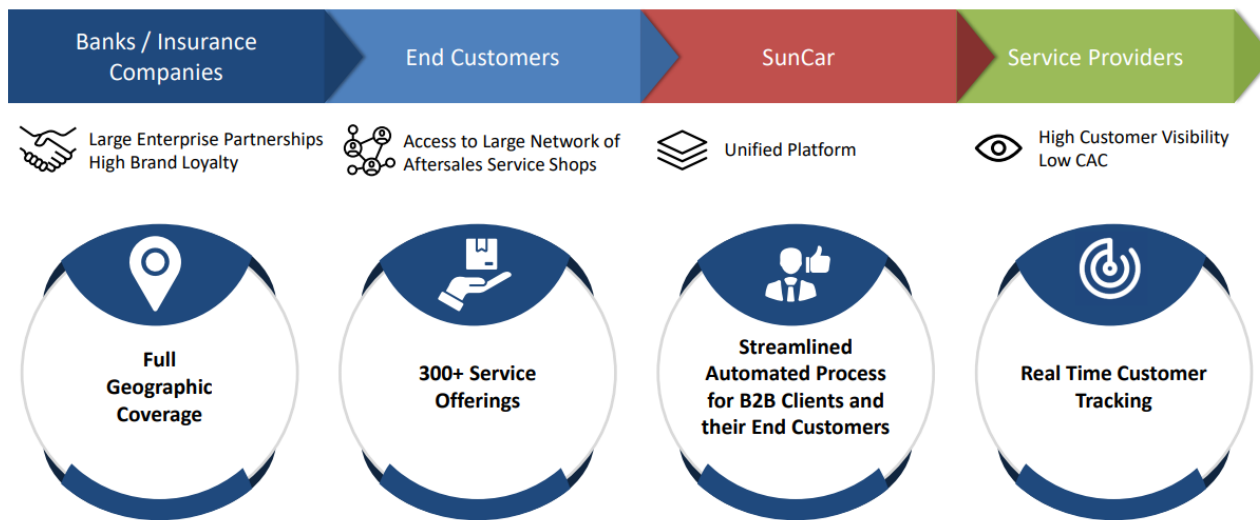 Banks / Insurance
Companies
End Customers
SunCar
Service Providers
Large Enterprise Partnerships
High Brand Loyalty
Access to Large Network of
Aftersales Service Shops
Unified Platform
High Customer Visibility
Low CAC
Full
Geographic
Coverage
300+ Service
Offerings
Streamlined
Automated Process
for B2B Clients and
their End Customers
Real Time Customer
Tracking